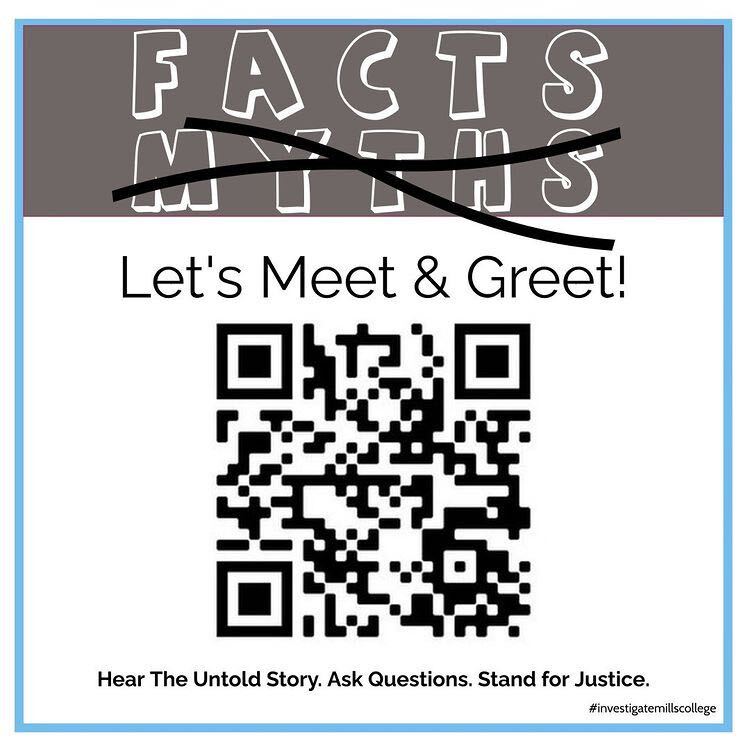 FACTS
MYTHS
Let's Meet & Greet!
Hear The Untold Story. Ask Questions. Stand for Justice.
#investigatemillscollege